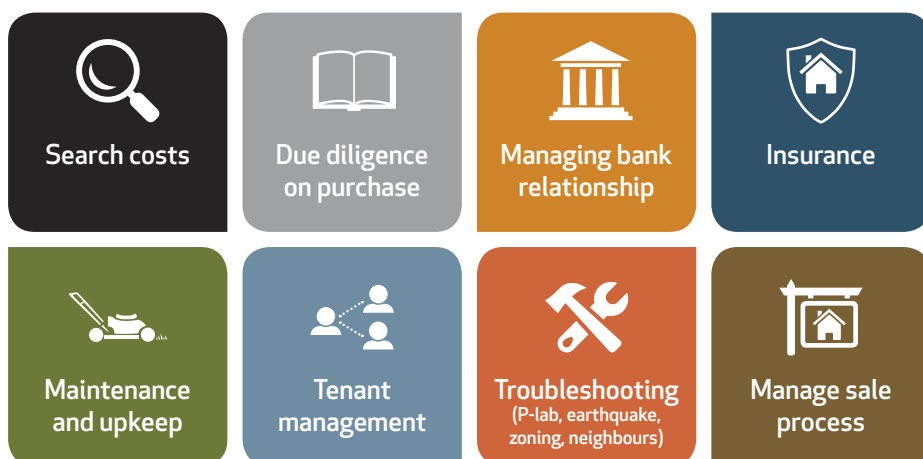 Search costs
Due diligence
on purchase
Managing bank
relationship
Insurance
Maintenance
and upkeep
Tenant
management
Troubleshooting
(P-lab, earthquake,
zoning, neighbours)
Manage sale
process